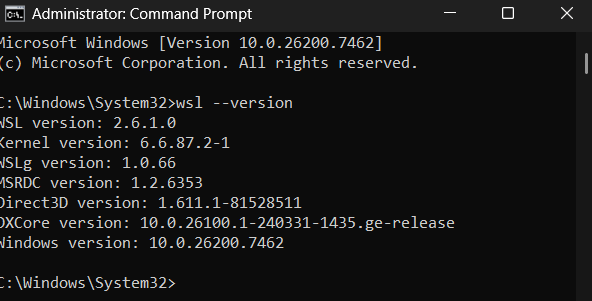 Administrator: Command Prompt
Microsoft Windows [Version 10.0.26200.7462]
(c) Microsoft Corporation. All rights reserved.
C:\Windows\System32>wsl --version
WSL version: 2.6.1.0
Kernel version: 6.6.87.2-1
WSLg version: 1.0.66
MSRDC version: 1.2.6353
Direct3D version: 1.611.1-81528511
DXCore version: 10.0.26100.1-240331-1435.ge-release
Windows version: 10.0.26200.7462
C:\Windows\System32>